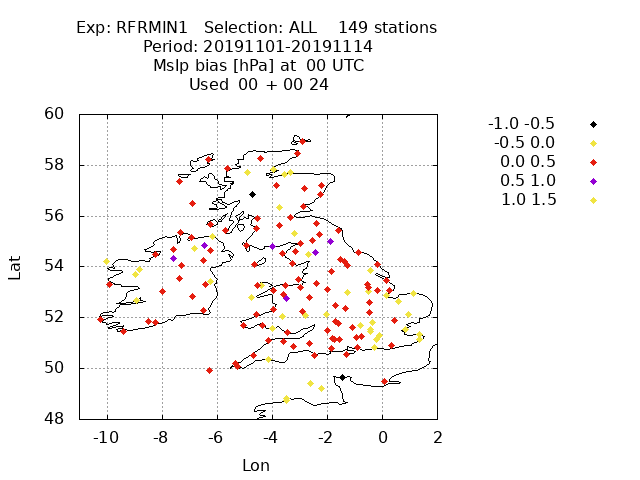 Exp: RFRMIN1 Selection: ALL 149 stations
Period: 20191101-20191114
Mslp bias [hPa] at 00 UTC
Used 00 + 00 24
60
58
56
54
52
50
48
Lat
-10 -8 -6 -4 -2 0 2
Lon
-1.0 -0.5
-0.5 0.0
0.0 0.5
0.5 1.0
1.0 1.5